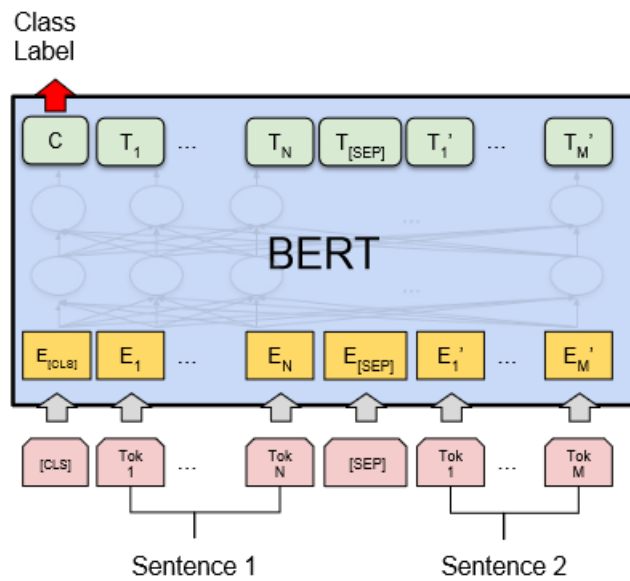 Class
Label
C T1 ... TN T[SEP] T1' ... TM'
...
BERT
...
E[CLS] E1 ... EN E[SEP] E1' ... EM'
[CLS] Tok 1 ... Tok N [SEP] Tok 1 ... Tok M
Sentence 1 Sentence 2